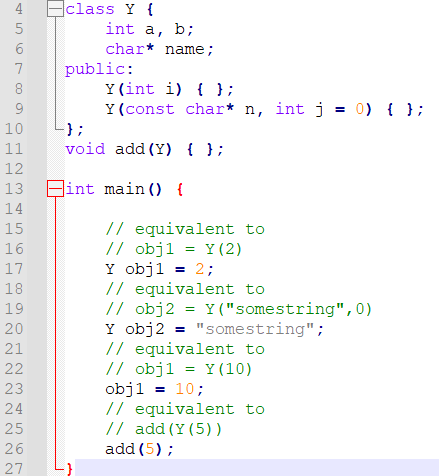 4 class Y {
5 int a, b;
6 char* name;
7 public:
8 Y(int i) { };
9 Y(const char* n, int j = 0) { };
10 };
11 void add(Y) { };
12
13 int main() {
14
15 // equivalent to
16 // obj1 = Y(2)
17 Y obj1 = 2;
18 // equivalent to
19 // obj2 = Y("somestring",0)
20 Y obj2 = "somestring";
21 // equivalent to
22 // obj1 = Y(10)
23 obj1 = 10;
24 // equivalent to
25 // add(Y(5))
26 add(5);
27 }